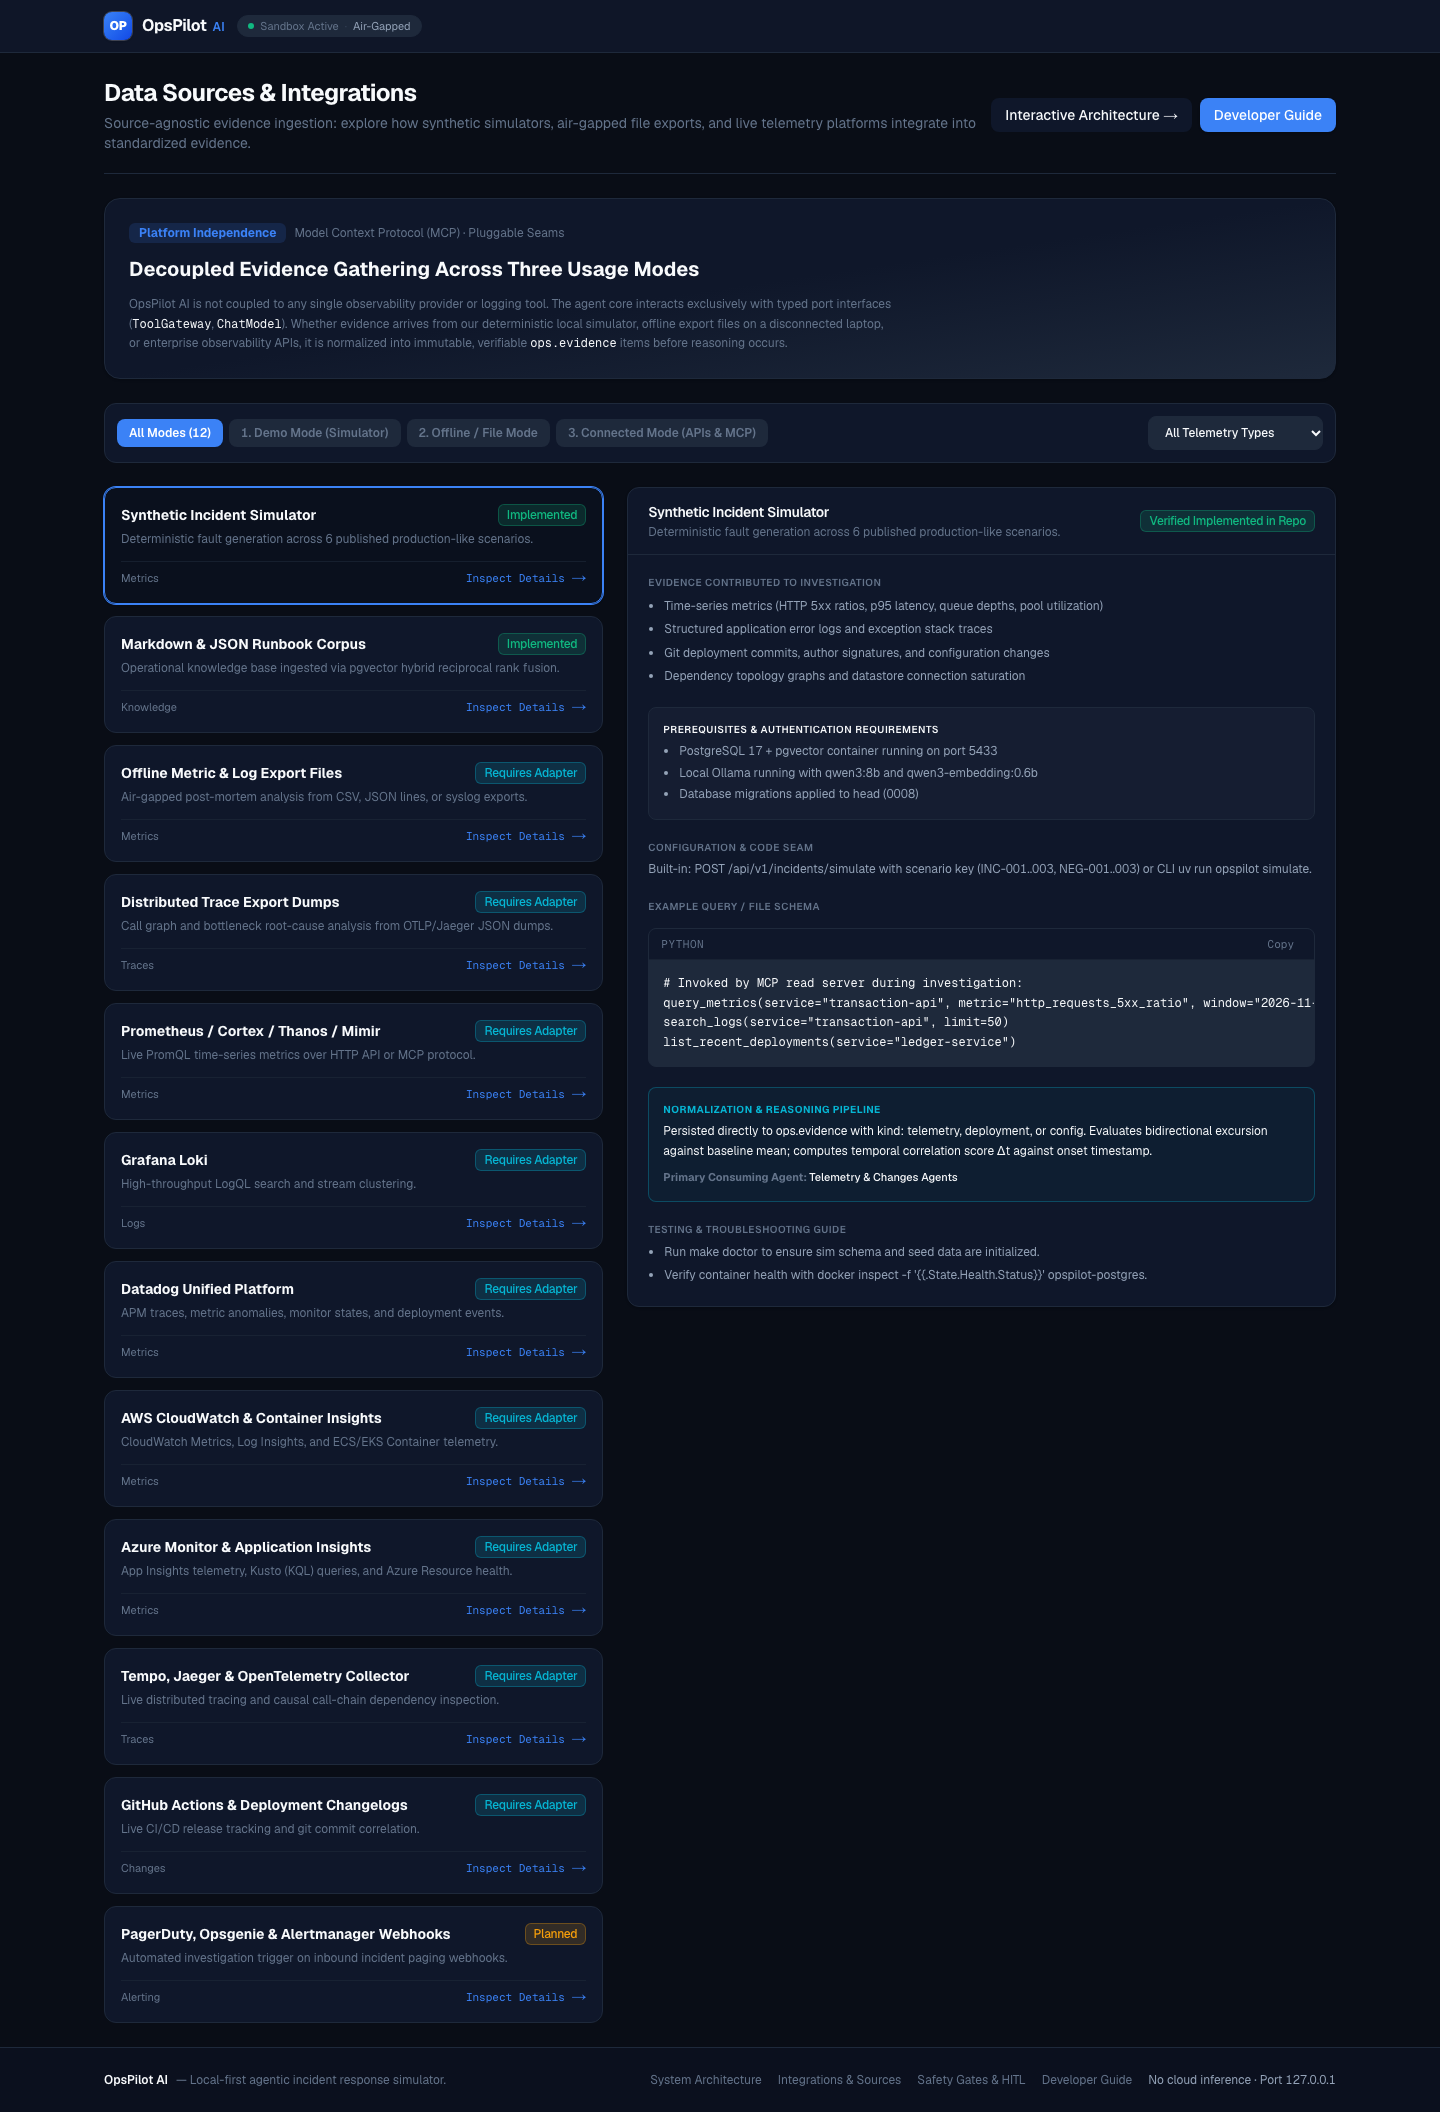 OP OpsPilot AI Sandbox Active Air-Gapped
Data Sources & Integrations
Source-agnostic evidence ingestion: explore how synthetic simulators, air-gapped file exports, and live telemetry platforms integrate into
standardized evidence.
Interactive Architecture →
Developer Guide
Platform Independence Model Context Protocol (MCP) · Pluggable Seams
Decoupled Evidence Gathering Across Three Usage Modes
OpsPilot AI is not coupled to any single observability provider or logging tool. The agent core interacts exclusively with typed port interfaces
(ToolGateway, ChatModel). Whether evidence arrives from our deterministic local simulator, offline export files on a disconnected laptop,
or enterprise observability APIs, it is normalized into immutable, verifiable ops.evidence items before reasoning occurs.
All Modes (12) 1. Demo Mode (Simulator) 2. Offline / File Mode 3. Connected Mode (APIs & MCP) All Telemetry Types
Synthetic Incident Simulator Implemented
Deterministic fault generation across 6 published production-like scenarios.
Metrics Inspect Details →
Markdown & JSON Runbook Corpus Implemented
Operational knowledge base ingested via pgvector hybrid reciprocal rank fusion.
Knowledge Inspect Details →
Offline Metric & Log Export Files Requires Adapter
Air-gapped post-mortem analysis from CSV, JSON lines, or syslog exports.
Metrics Inspect Details →
Distributed Trace Export Dumps Requires Adapter
Call graph and bottleneck root-cause analysis from OTLP/Jaeger JSON dumps.
Traces Inspect Details →
Prometheus / Cortex / Thanos / Mimir Requires Adapter
Live PromQL time-series metrics over HTTP API or MCP protocol.
Metrics Inspect Details →
Grafana Loki Requires Adapter
High-throughput LogQL search and stream clustering.
Logs Inspect Details →
Datadog Unified Platform Requires Adapter
APM traces, metric anomalies, monitor states, and deployment events.
Metrics Inspect Details →
AWS CloudWatch & Container Insights Requires Adapter
CloudWatch Metrics, Log Insights, and ECS/EKS Container telemetry.
Metrics Inspect Details →
Azure Monitor & Application Insights Requires Adapter
App Insights telemetry, Kusto (KQL) queries, and Azure Resource health.
Metrics Inspect Details →
Tempo, Jaeger & OpenTelemetry Collector Requires Adapter
Live distributed tracing and causal call-chain dependency inspection.
Traces Inspect Details →
GitHub Actions & Deployment Changelogs Requires Adapter
Live CI/CD release tracking and git commit correlation.
Changes Inspect Details →
PagerDuty, Opsgenie & Alertmanager Webhooks Planned
Automated investigation trigger on inbound incident paging webhooks.
Alerting Inspect Details →
Synthetic Incident Simulator
Deterministic fault generation across 6 published production-like scenarios.
Verified Implemented in Repo
EVIDENCE CONTRIBUTED TO INVESTIGATION
• Time-series metrics (HTTP 5xx ratios, p95 latency, queue depths, pool utilization)
• Structured application error logs and exception stack traces
• Git deployment commits, author signatures, and configuration changes
• Dependency topology graphs and datastore connection saturation
PREREQUISITES & AUTHENTICATION REQUIREMENTS
• PostgreSQL 17 + pgvector container running on port 5433
• Local Ollama running with qwen3:8b and qwen3-embedding:0.6b
• Database migrations applied to head (0008)
CONFIGURATION & CODE SEAM
Built-in: POST /api/v1/incidents/simulate with scenario key (INC-001..003, NEG-001..003) or CLI uv run opspilot simulate.
EXAMPLE QUERY / FILE SCHEMA
PYTHON Copy
# Invoked by MCP read server during investigation:
query_metrics(service="transaction-api", metric="http_requests_5xx_ratio", window="2026-11-
search_logs(service="transaction-api", limit=50)
list_recent_deployments(service="ledger-service")
NORMALIZATION & REASONING PIPELINE
Persisted directly to ops.evidence with kind: telemetry, deployment, or config. Evaluates bidirectional excursion
against baseline mean; computes temporal correlation score Δt against onset timestamp.
Primary Consuming Agent: Telemetry & Changes Agents
TESTING & TROUBLESHOOTING GUIDE
• Run make doctor to ensure sim schema and seed data are initialized.
• Verify container health with docker inspect -f '{{.State.Health.Status}}' opspilot-postgres.
OpsPilot AI — Local-first agentic incident response simulator.
System Architecture Integrations & Sources Safety Gates & HITL Developer Guide No cloud inference · Port 127.0.0.1